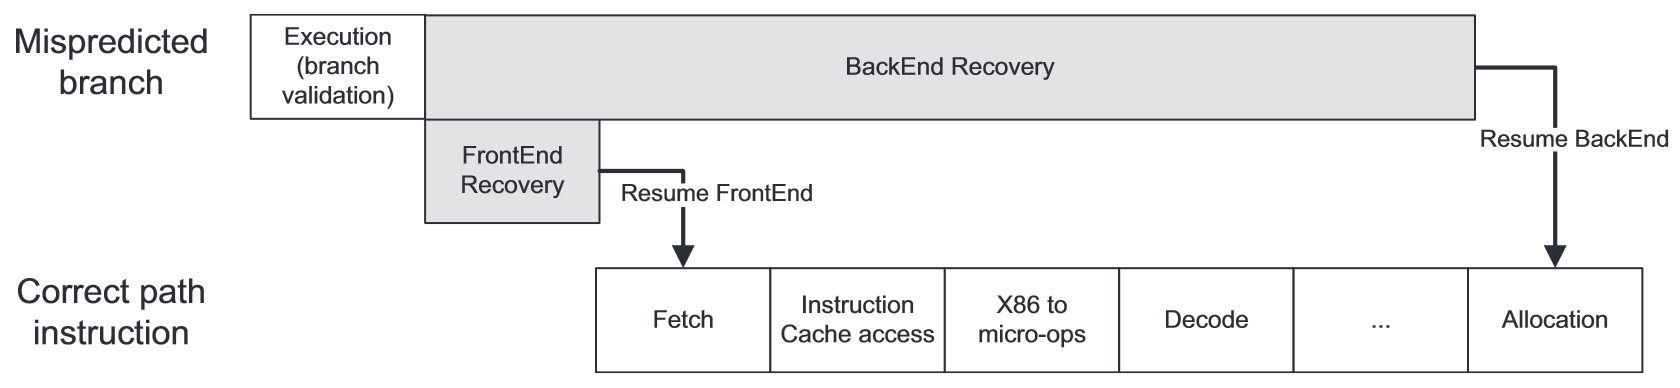 Mispredicted
branch
Execution
(branch
validation)
BackEnd Recovery
Resume BackEnd
FrontEnd
Recovery
Resume FrontEnd
Correct path
instruction
Fetch
Instruction
Cache access
X86 to
micro-ops
Decode
...
Allocation